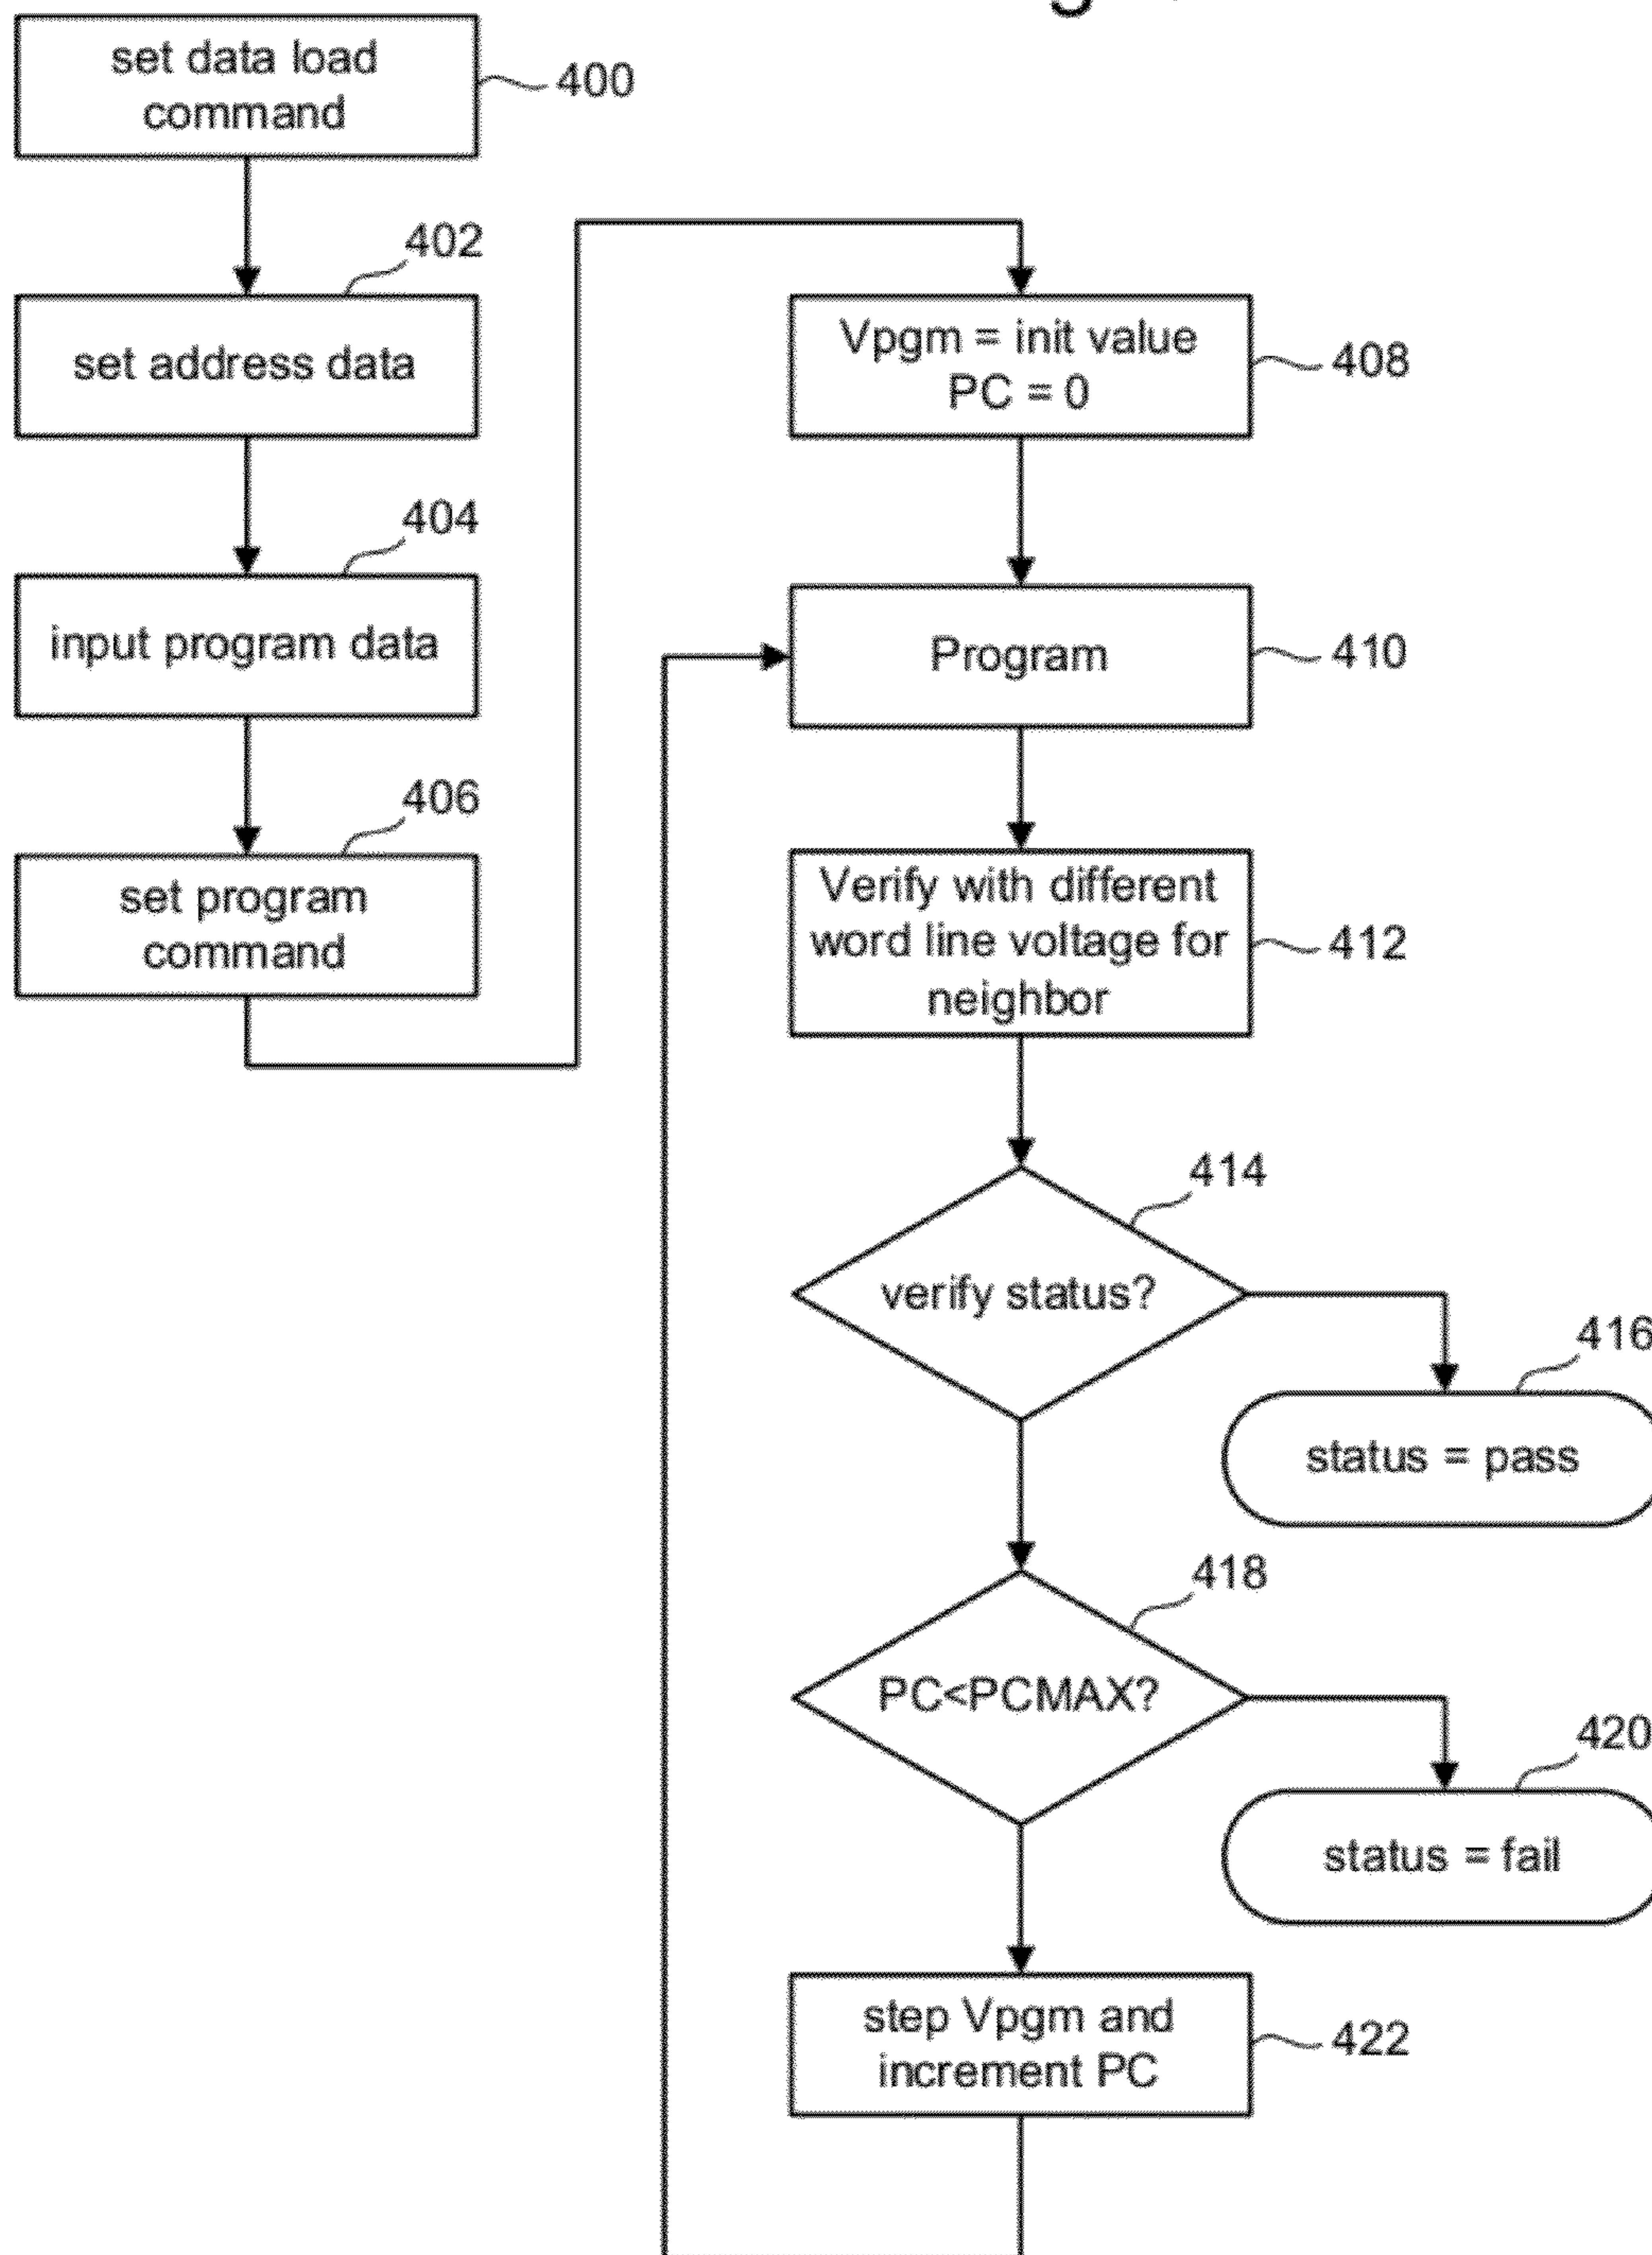 set data load
command
400
402
set address data
404
input program data
406
set program
command
Vpgm = init value
PC = 0
408
Program
410
Verify with different
word line voltage for
neighbor
412
414
verify status?
416
status = pass
418
PC<PCMAX?
420
status = fail
step Vpgm and
increment PC
422